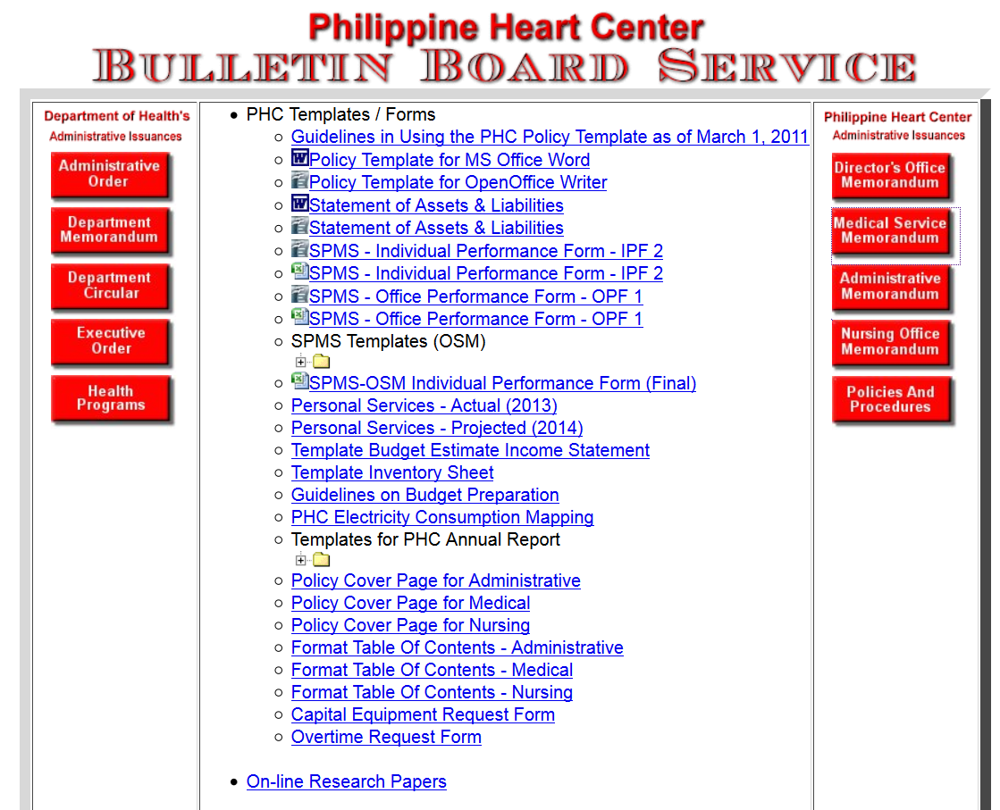 Philippine Heart Center
BULLETIN BOARD SERVICE
Department of Health's
Administrative Issuances
Administrative
Order
Department
Memorandum
Department
Circular
Executive
Order
Health
Programs
PHC Templates / Forms
Guidelines in Using the PHC Policy Template as of March 1, 2011
Policy Template for MS Office Word
Policy Template for OpenOffice Writer
Statement of Assets & Liabilities
Statement of Assets & Liabilities
SPMS - Individual Performance Form - IPF 2
SPMS - Individual Performance Form - IPF 2
SPMS - Office Performance Form - OPF 1
SPMS - Office Performance Form - OPF 1
SPMS Templates (OSM)
SPMS-OSM Individual Performance Form (Final)
Personal Services - Actual (2013)
Personal Services - Projected (2014)
Template Budget Estimate Income Statement
Template Inventory Sheet
Guidelines on Budget Preparation
PHC Electricity Consumption Mapping
Templates for PHC Annual Report
Policy Cover Page for Administrative
Policy Cover Page for Medical
Policy Cover Page for Nursing
Format Table Of Contents - Administrative
Format Table Of Contents - Medical
Format Table Of Contents - Nursing
Capital Equipment Request Form
Overtime Request Form
On-line Research Papers
Philippine Heart Center
Administrative Issuances
Director's Office
Memorandum
Medical Service
Memorandum
Administrative
Memorandum
Nursing Office
Memorandum
Policies And
Procedures